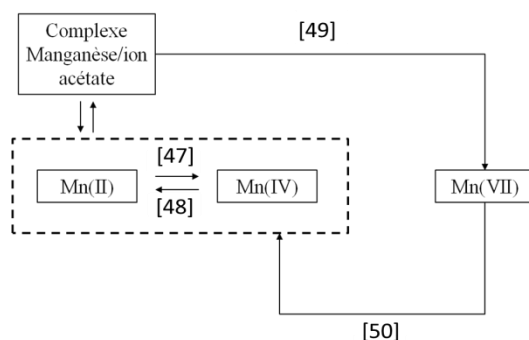 Complexe
Manganèse/ion
acétate
[49]
[47]
Mn(II)
Mn(IV)
Mn(VII)
[48]
[50]